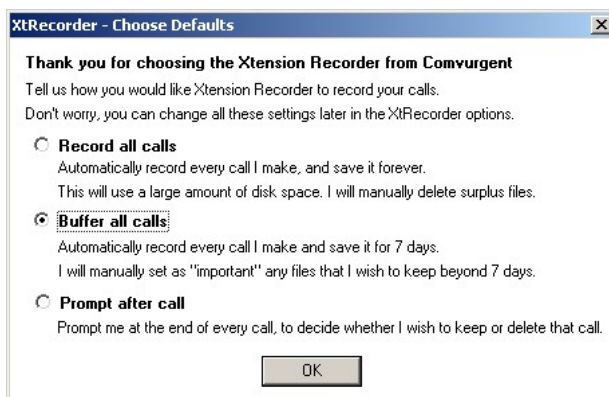 XtRecorder - Choose Defaults
Thank you for choosing the Xtension Recorder from Comvurgent
Tell us how you would like Xtension Recorder to record your calls.
Don't worry, you can change all these settings later in the XtRecorder options.
Record all calls
Automatically record every call I make, and save it forever.
This will use a large amount of disk space. I will manually delete surplus files.
Buffer all calls
Automatically record every call I make and save it for 7 days.
I will manually set as "important" any files that I wish to keep beyond 7 days.
Prompt after call
Prompt me at the end of every call, to decide whether I wish to keep or delete that call.
OK